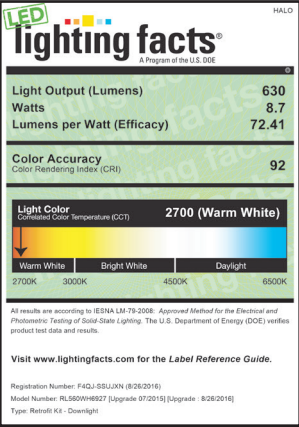 HALO
LED
lighting facts®
A Program of the U.S. DOE
Light Output (Lumens) 630
Watts 8.7
Lumens per Watt (Efficacy) 72.41
Color Accuracy
Color Rendering Index (CRI) 92
Light Color
Correlated Color Temperature (CCT) 2700 (Warm White)
Warm White Bright White Daylight
2700K 3000K 4500K 6500K
All results are according to IESNA LM-79-2008: Approved Method for the Electrical and
Photometric Testing of Solid-State Lighting. The U.S. Department of Energy (DOE) verifies
product test data and results.
Visit www.lightingfacts.com for the Label Reference Guide.
Registration Number: F4QJ-SSUJXN (8/26/2016)
Model Number: RL560WH6927 [Upgrade 07/2015] [Upgrade : 8/26/2016]
Type: Retrofit Kit - Downlight